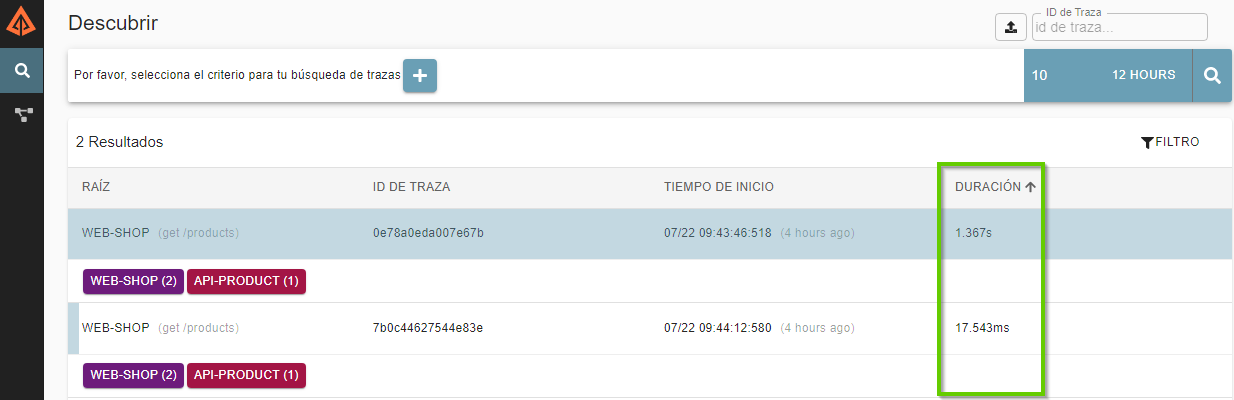 Descubrir
ID de Traza
id de traza...
Por favor, selecciona el criterio para tu búsqueda de trazas
10 12 HOURS
2 Resultados
FILTRO
RAÍZ ID DE TRAZA TIEMPO DE INICIO DURACIÓN
WEB-SHOP (get /products) 0e78a0eda007e67b 07/22 09:43:46:518 (4 hours ago) 1.367s
WEB-SHOP (2) API-PRODUCT (1)
WEB-SHOP (get /products) 7b0c44627544e83e 07/22 09:44:12:580 (4 hours ago) 17.543ms
WEB-SHOP (2) API-PRODUCT (1)